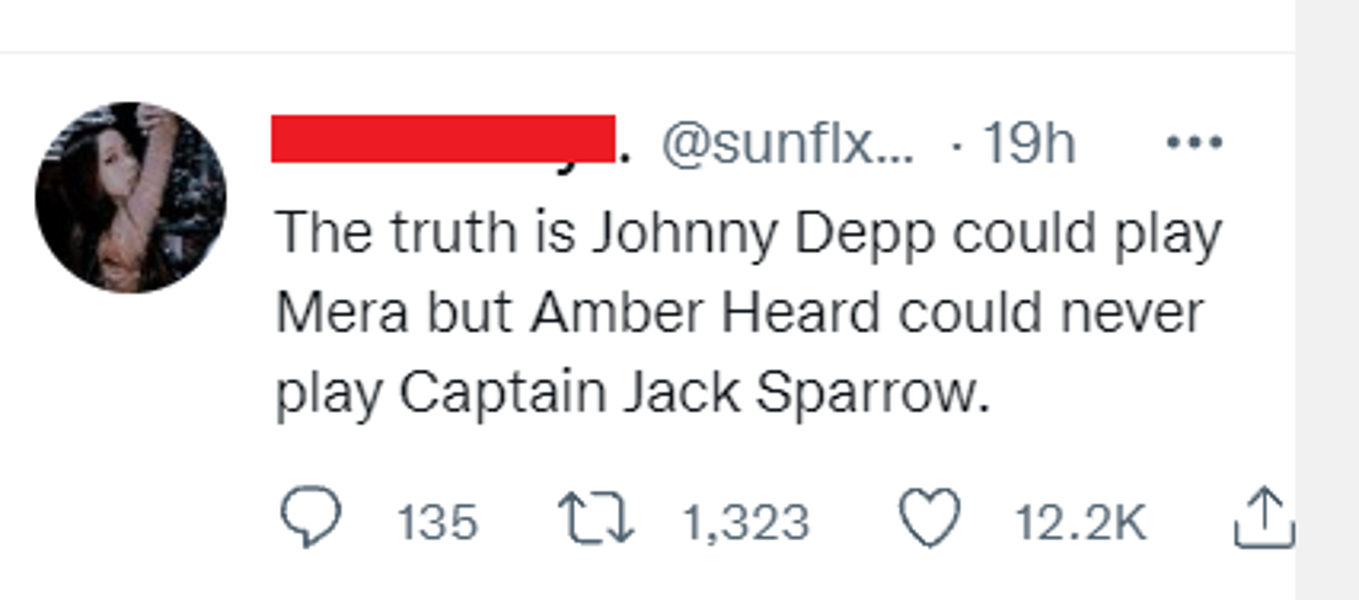 @sunflx... · 19h
The truth is Johnny Depp could play
Mera but Amber Heard could never
play Captain Jack Sparrow.
135 1,323 12.2K